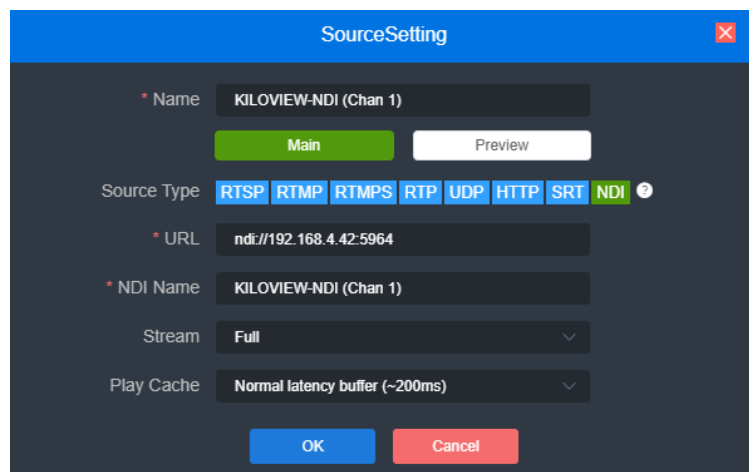 SourceSetting
* Name KILOVIEW-NDI (Chan 1)
Main Preview
Source Type RTSP RTMP RTMPS RTP UDP HTTP SRT NDI ?
* URL ndi://192.168.4.42:5964
* NDI Name KILOVIEW-NDI (Chan 1)
Stream Full
Play Cache Normal latency buffer (~200ms)
OK Cancel